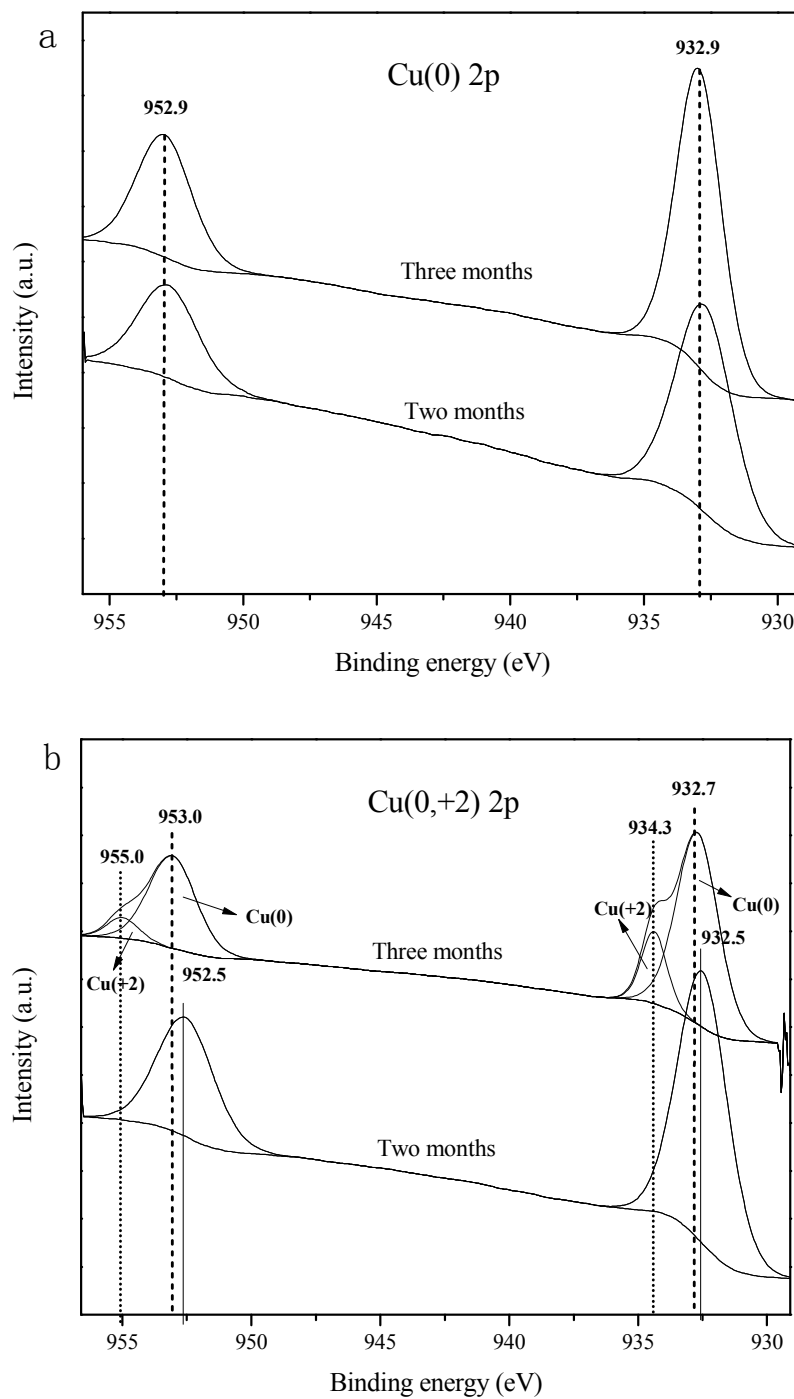 a
932.9
Cu(0) 2p
952.9
Three months
Two months
Intensity (a.u.)
955 950 945 940 935 930
Binding energy (eV)
b
Cu(0,+2) 2p
932.7
953.0
934.3
955.0
Cu(+2)
Cu(0)
Cu(0)
932.5
Three months
952.5
Cu(+2)
Two months
Intensity (a.u.)
955 950 945 940 935 930
Binding energy (eV)